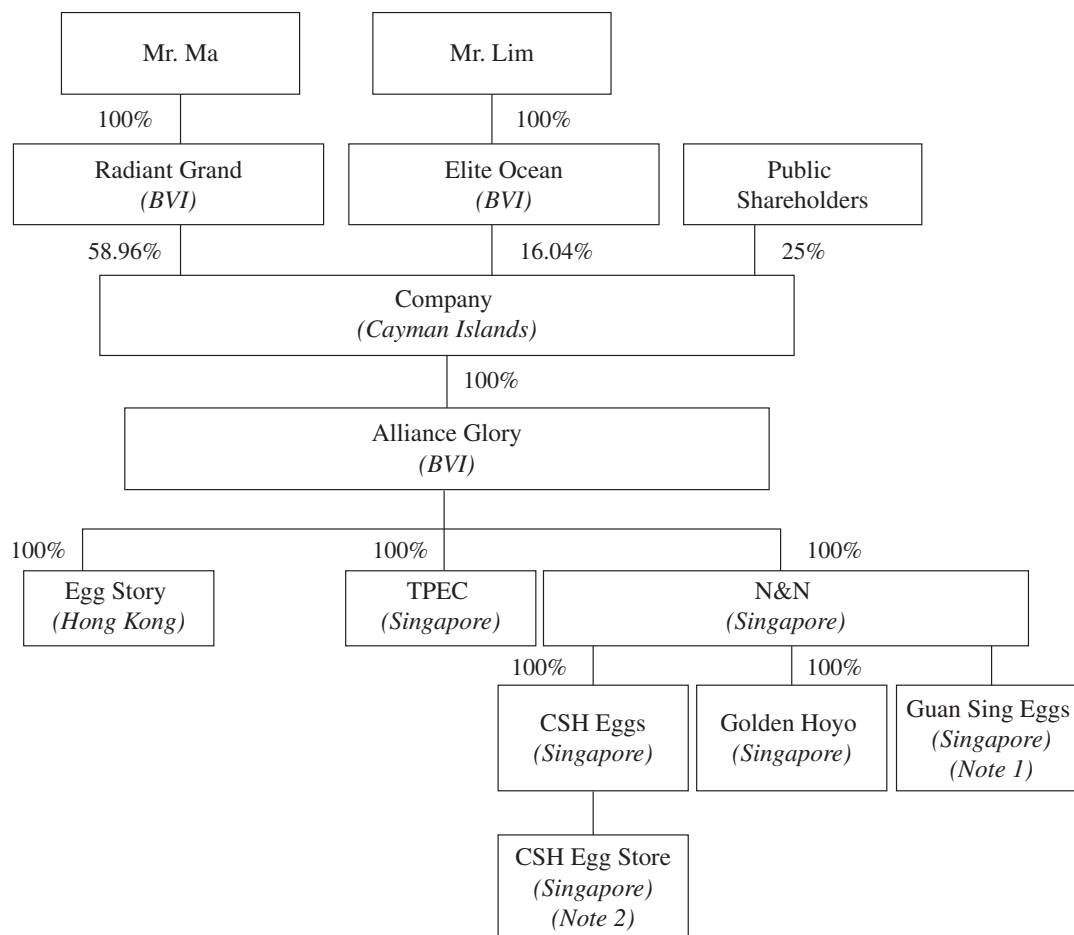 Mr. Ma
Mr. Lim
100%
100%
Radiant Grand
(BVI)
Elite Ocean
(BVI)
Public
Shareholders
58.96%
16.04%
25%
Company
(Cayman Islands)
100%
Alliance Glory
(BVI)
100%
100%
100%
Egg Story
(Hong Kong)
TPEC
(Singapore)
N&N
(Singapore)
100%
100%
CSH Eggs
(Singapore)
Golden Hoyo
(Singapore)
Guan Sing Eggs
(Singapore)
(Note 1)
CSH Egg Store
(Singapore)
(Note 2)